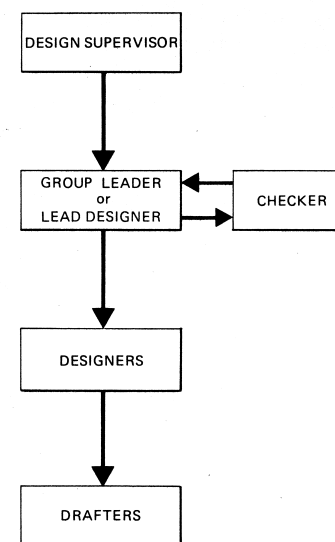 DESIGN SUPERVISOR
GROUP LEADER
or
LEAD DESIGNER
CHECKER
DESIGNERS
DRAFTERS